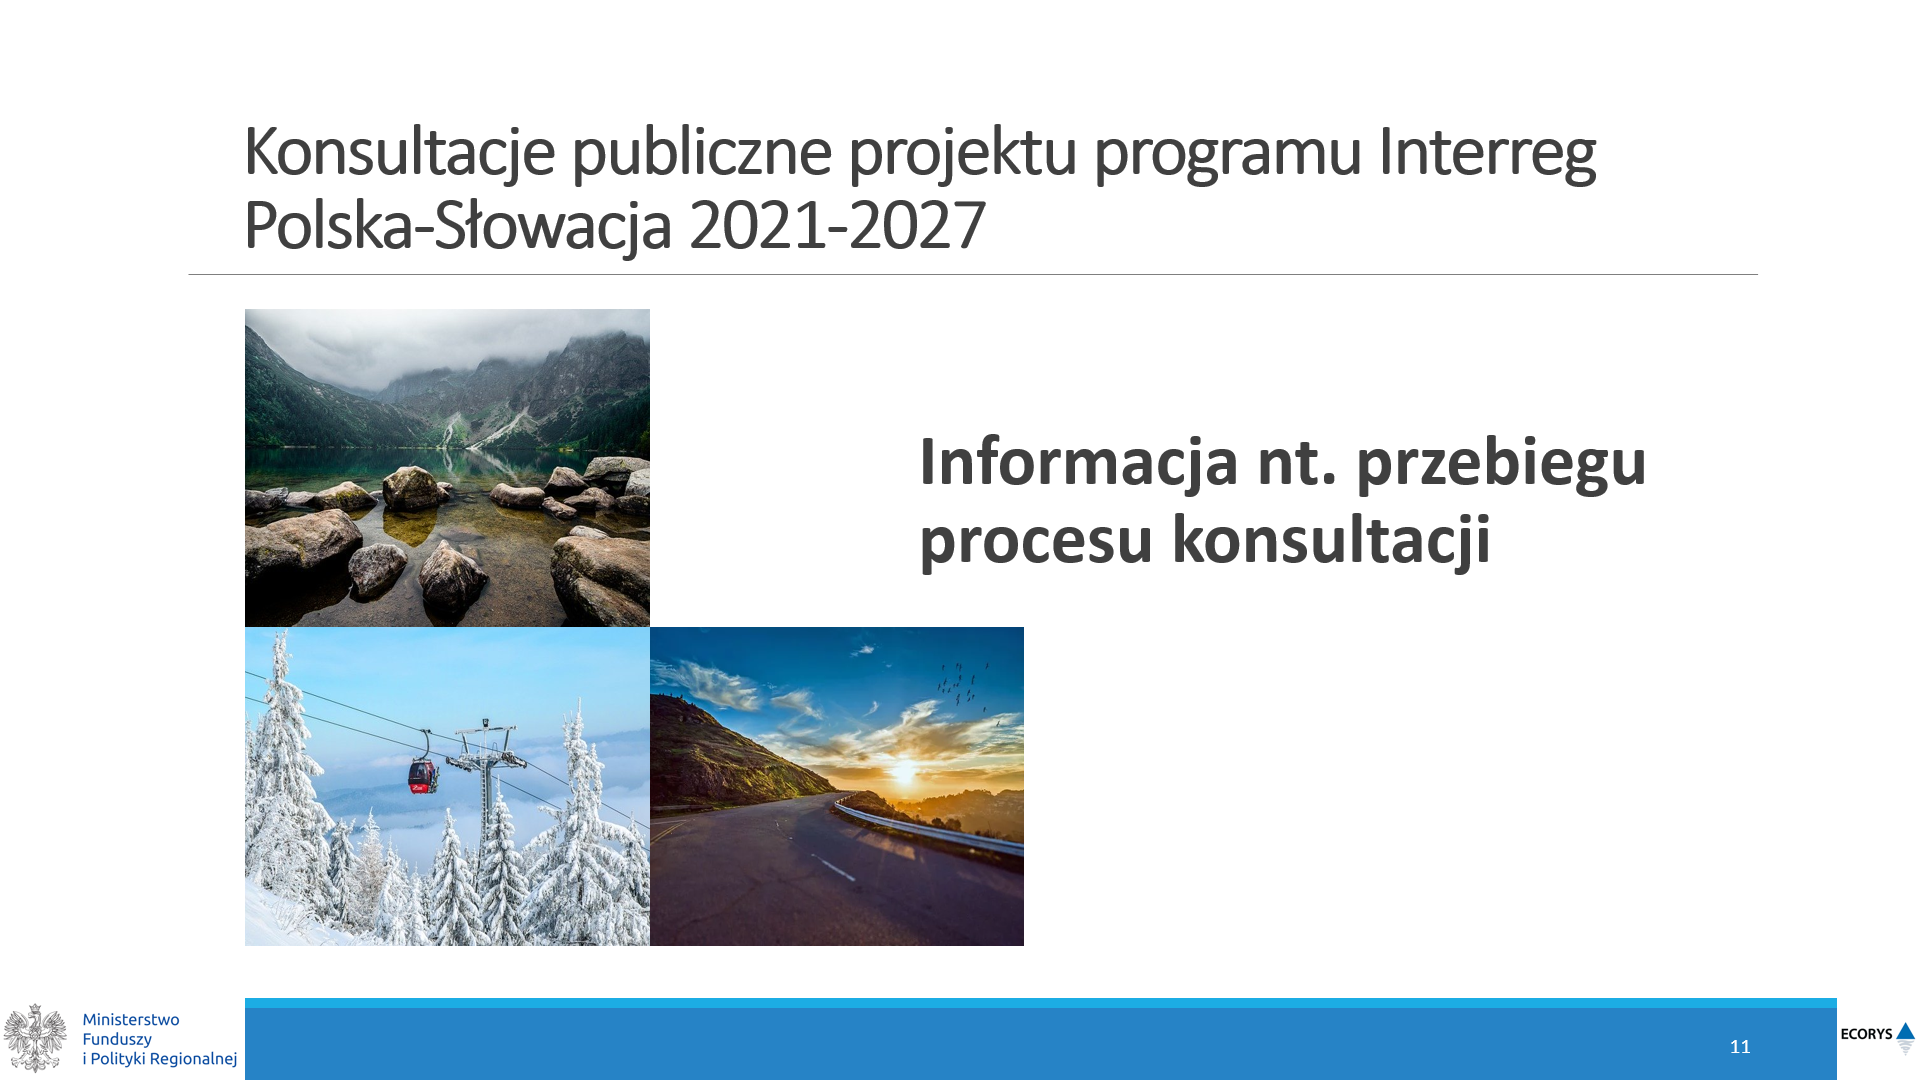 Konsultacje publiczne projektu programu Interreg
Polska-Słowacja 2021-2027
Informacja nt. przebiegu
procesu konsultacji
Ministerstwo
Funduszy
i Polityki Regionalnej
11
ECORYS